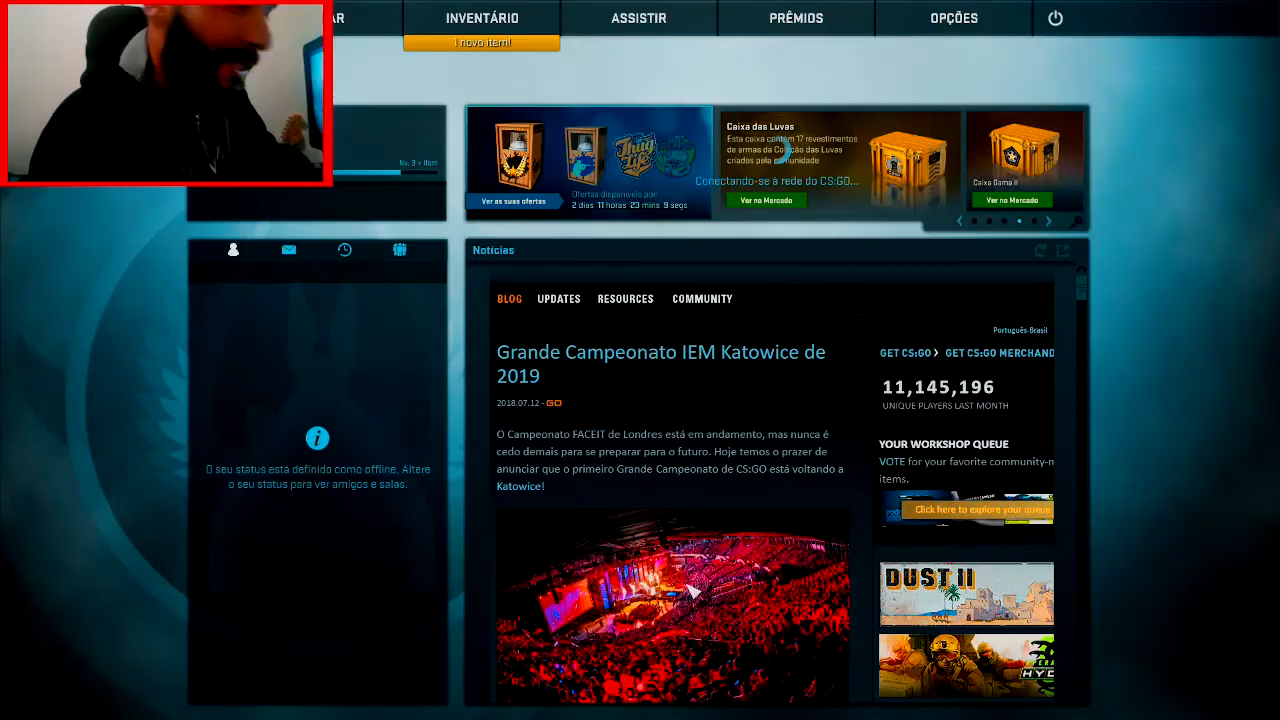 AR
INVENTÁRIO
ASSISTIR
PRÊMIOS
OPÇÕES
1 novo item!
Nv. 3 + Item
Ver as suas ofertas
Ofertas disponíveis por:
2 dias 11 horas 23 mins 9 segs
Thug Life
Caixa das Luvas
Esta caixa contém 17 revestimentos
de armas da Coleção das Luvas
criados pela comunidade
Conectando-se à rede do CS:GO...
Ver no Mercado
Caixa Gama II
Ver no Mercado
Notícias
BLOG
UPDATES
RESOURCES
COMMUNITY
Português-Brasil
GET CS:GO
GET CS:GO MERCHAND
Grande Campeonato IEM Katowice de
2019
2018.07.12 - GO
11,145,196
UNIQUE PLAYERS LAST MONTH
O Campeonato FACEIT de Londres está em andamento, mas nunca é
cedo demais para se preparar para o futuro. Hoje temos o prazer de
anunciar que o primeiro Grande Campeonato de CS:GO está voltando a
Katowice!
YOUR WORKSHOP QUEUE
VOTE for your favorite community-m
items.
Click here to explore your queue
O seu status está definido como offline. Altere
o seu status para ver amigos e salas.
DUST II
HYD